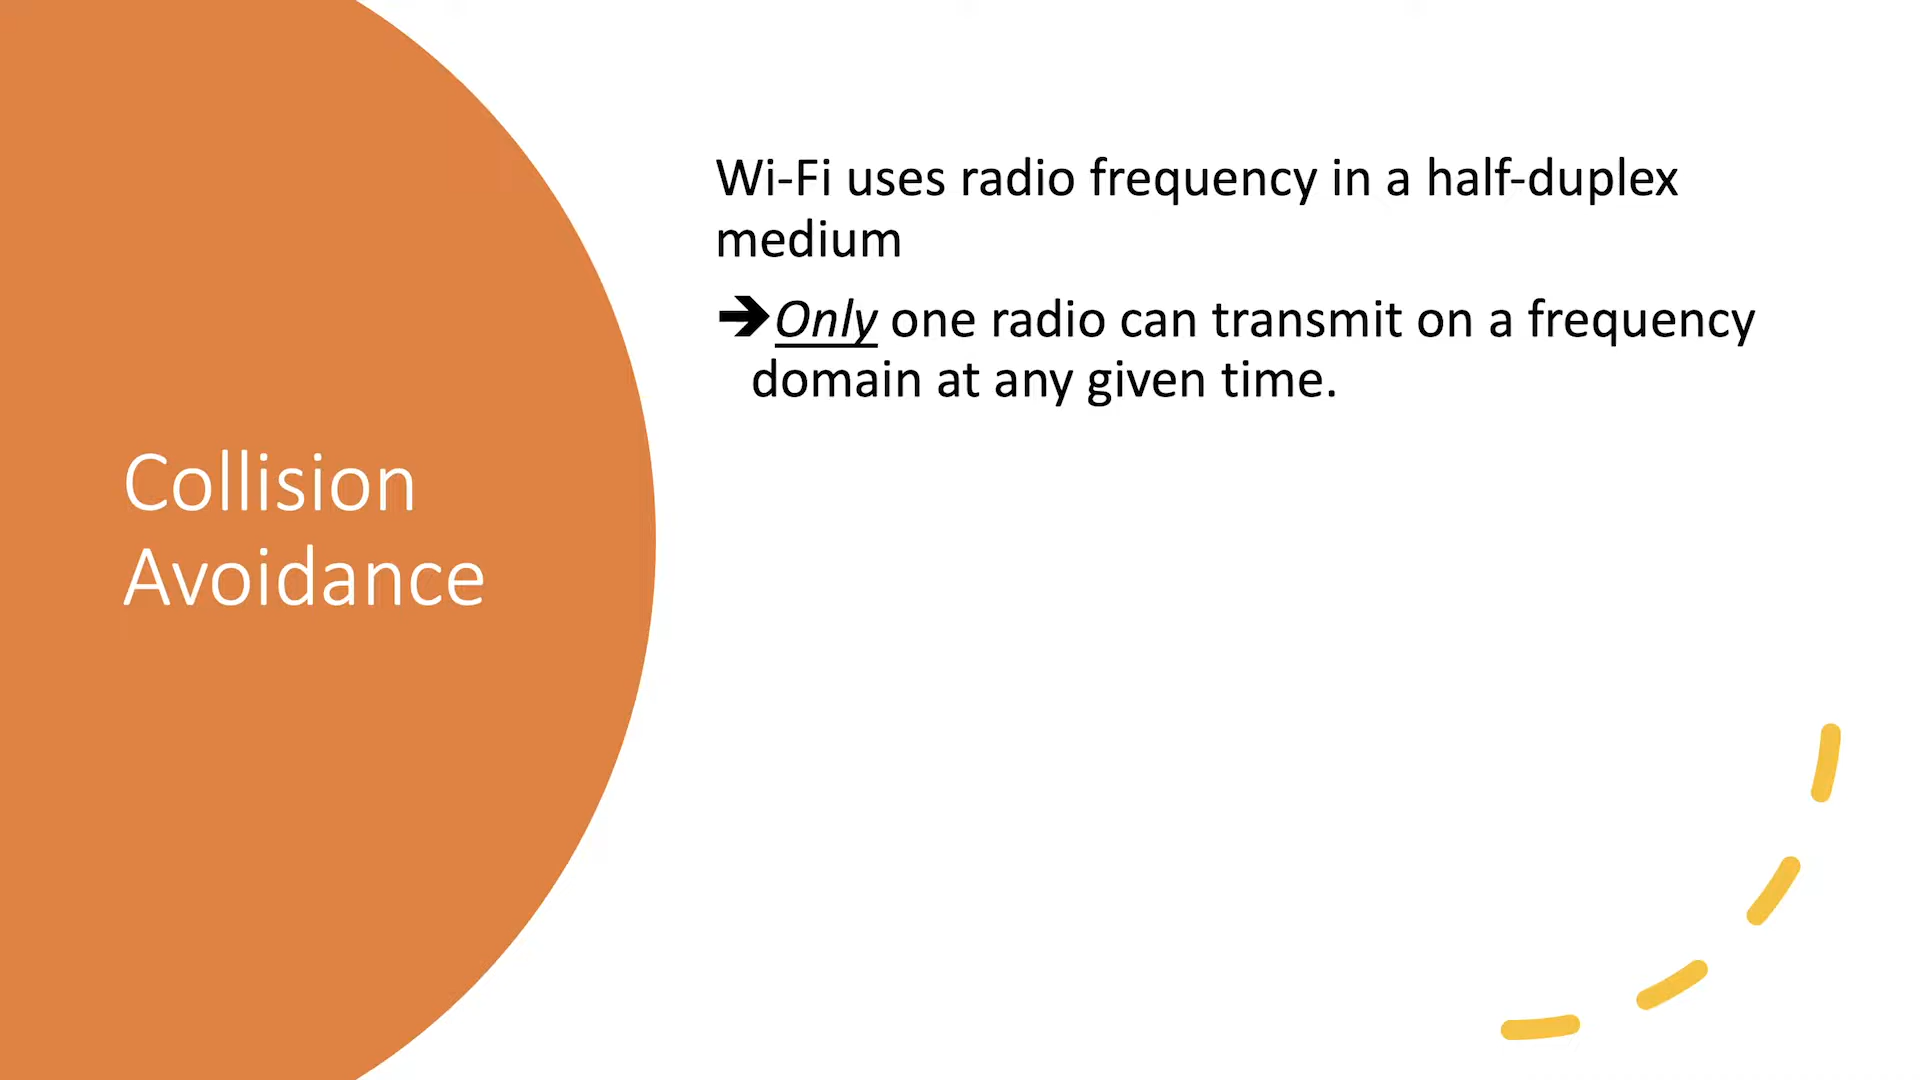 Collision
Avoidance
Wi-Fi uses radio frequency in a half-duplex
medium
➔Only one radio can transmit on a frequency
domain at any given time.